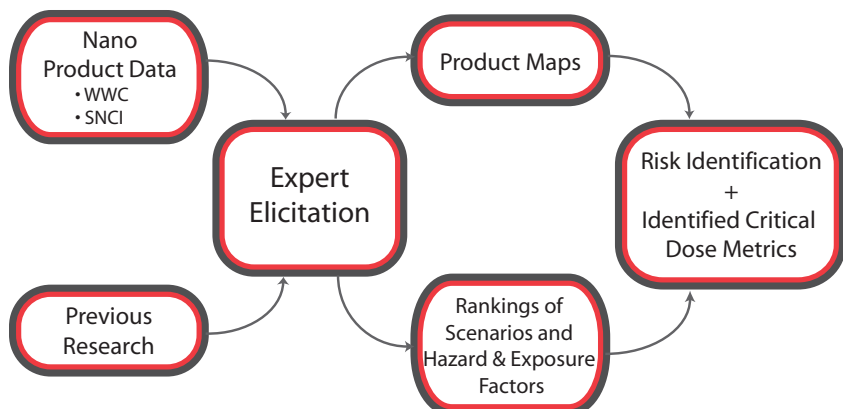 Nano
Product Data
• WWC
• SNCI
Product Maps
Expert
Elicitation
Risk Identification
+
Identified Critical
Dose Metrics
Previous
Research
Rankings of
Scenarios and
Hazard & Exposure
Factors